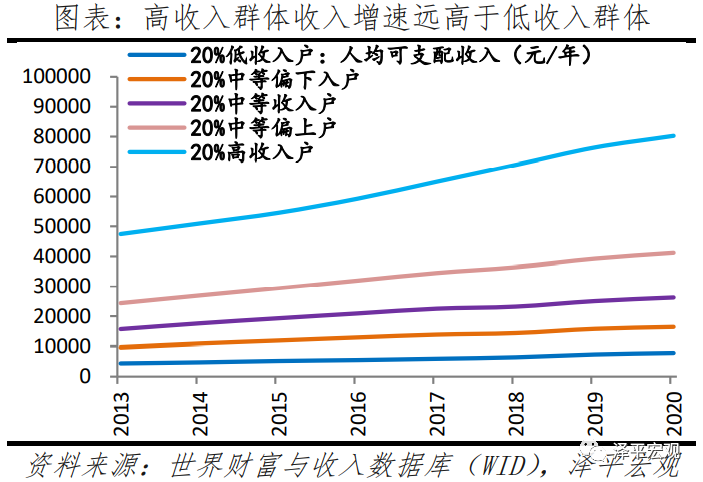 图表：高收入群体收入增速远高于低收入群体
20%低收入户：人均可支配收入（元/年）
20%中等偏下入户
20%中等收入户
20%中等偏上户
20%高收入户
100000
90000
80000
70000
60000
50000
40000
30000
20000
10000
0
2013
2014
2015
2016
2017
2018
2019
2020
泽平宏观
资料来源：世界财富与收入数据库（WID），泽平宏观